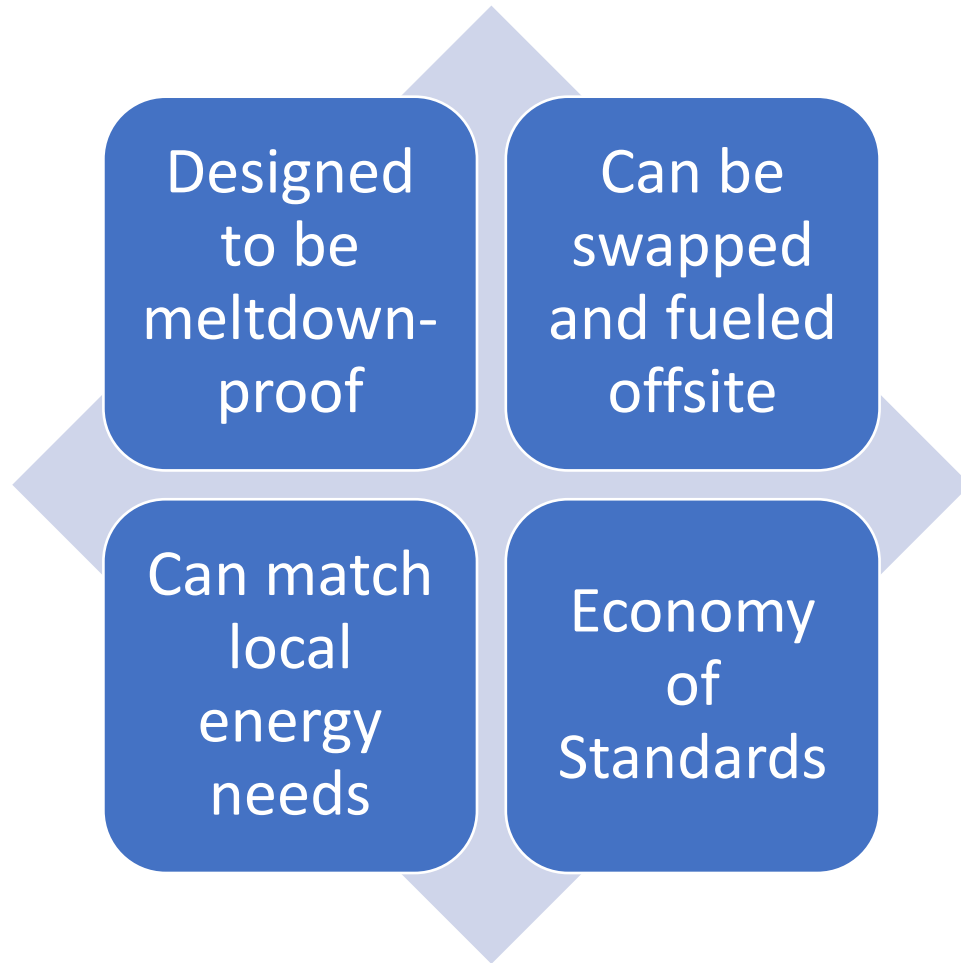 Designed
to be
meltdown-
proof
Can be
swapped
and fueled
offsite
Can match
local
energy
needs
Economy
of
Standards